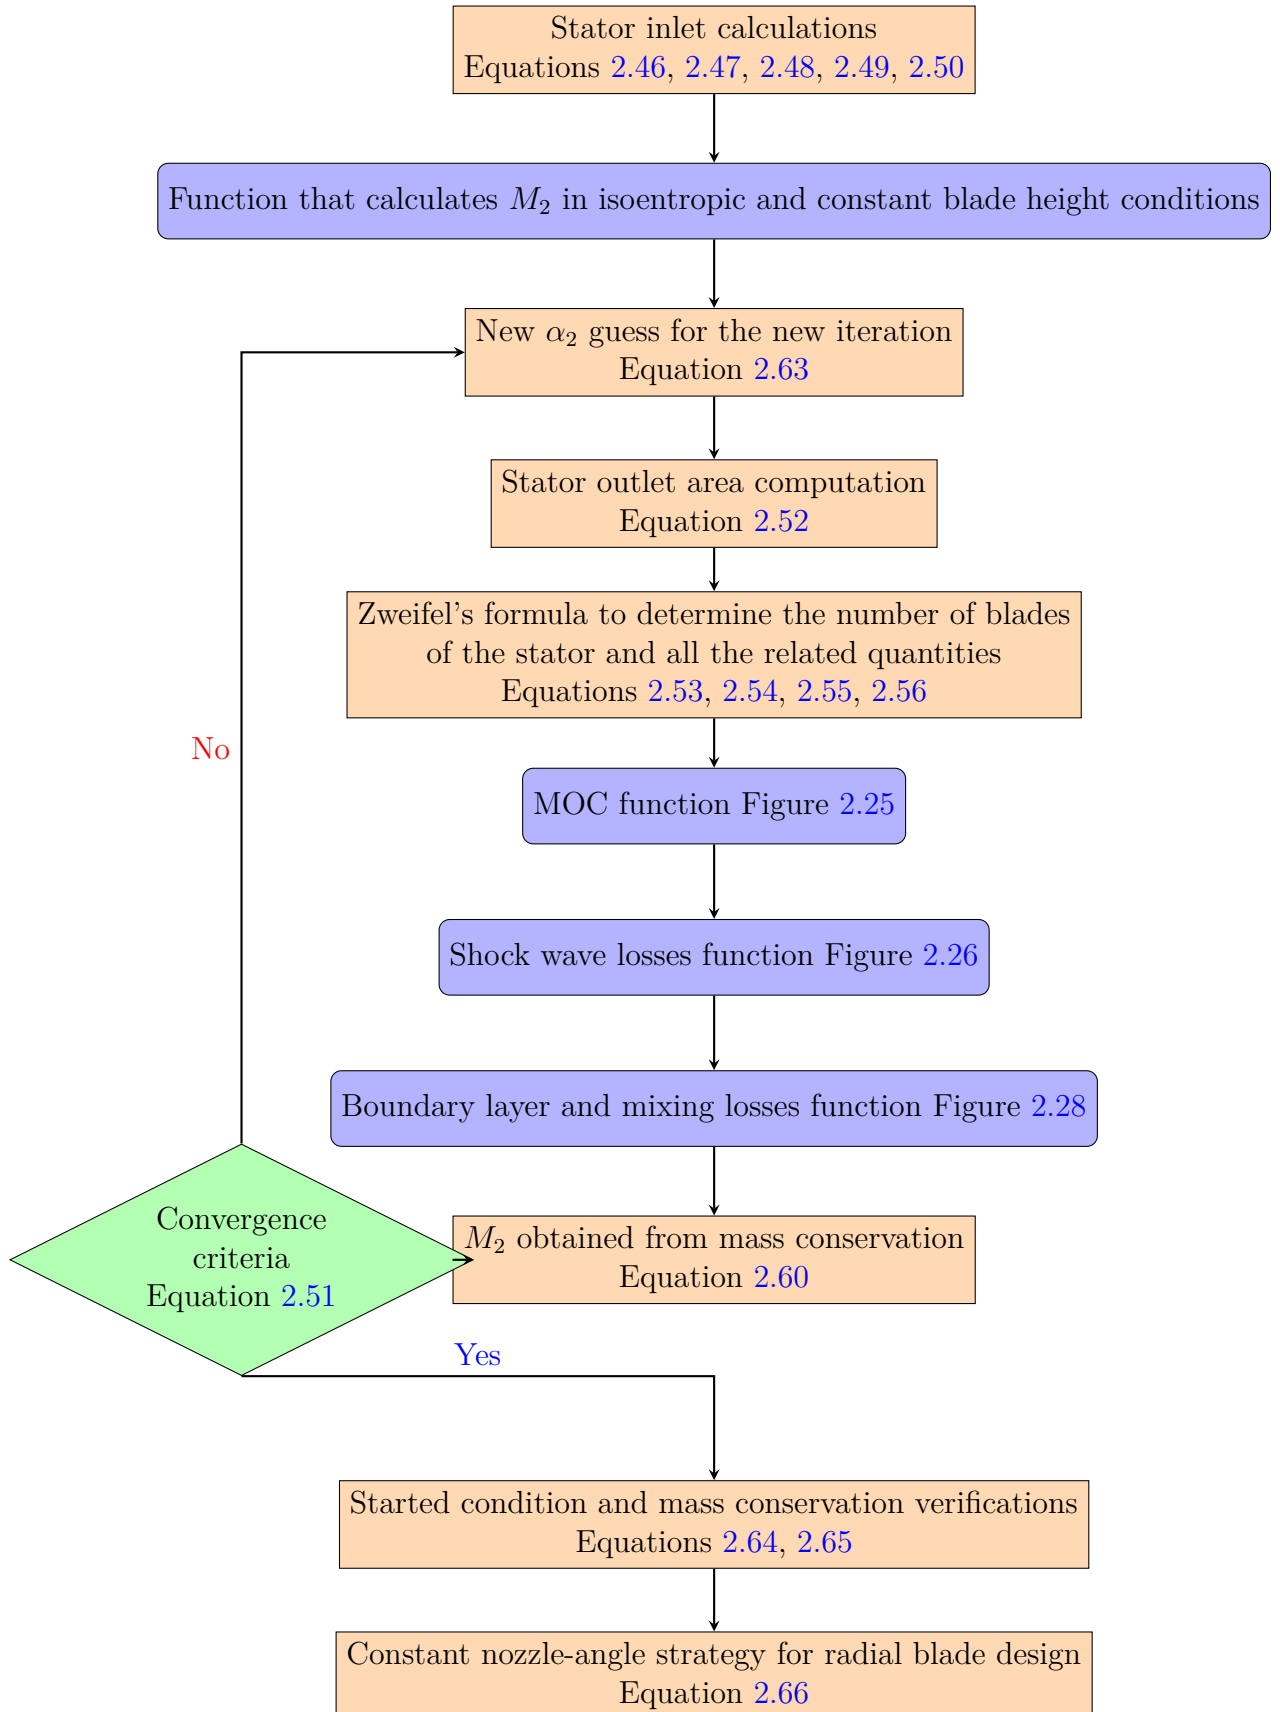 Stator inlet calculations
Equations 2.46, 2.47, 2.48, 2.49, 2.50
Function that calculates M₂ in isoentropic and constant blade height conditions
New α₂ guess for the new iteration
Equation 2.63
Stator outlet area computation
Equation 2.52
Zweifel's formula to determine the number of blades
of the stator and all the related quantities
Equations 2.53, 2.54, 2.55, 2.56
No
MOC function Figure 2.25
Shock wave losses function Figure 2.26
Boundary layer and mixing losses function Figure 2.28
Convergence
criteria
Equation 2.51
M₂ obtained from mass conservation
Equation 2.60
Yes
Started condition and mass conservation verifications
Equations 2.64, 2.65
Constant nozzle-angle strategy for radial blade design
Equation 2.66